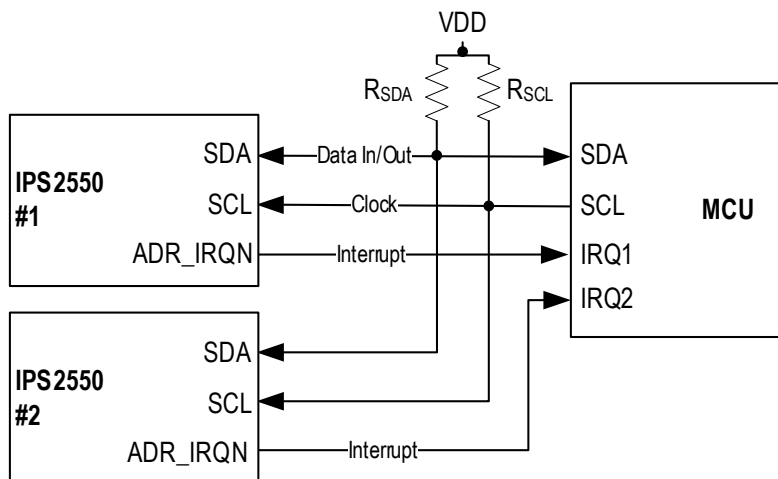 VDD
RSDA
RSCL
IPS2550
#1
SDA
SCL
ADR_IRQN
Data In/Out
Clock
Interrupt
SDA
SCL
IRQ1
IRQ2
MCU
IPS2550
#2
SDA
SCL
ADR_IRQN
Interrupt